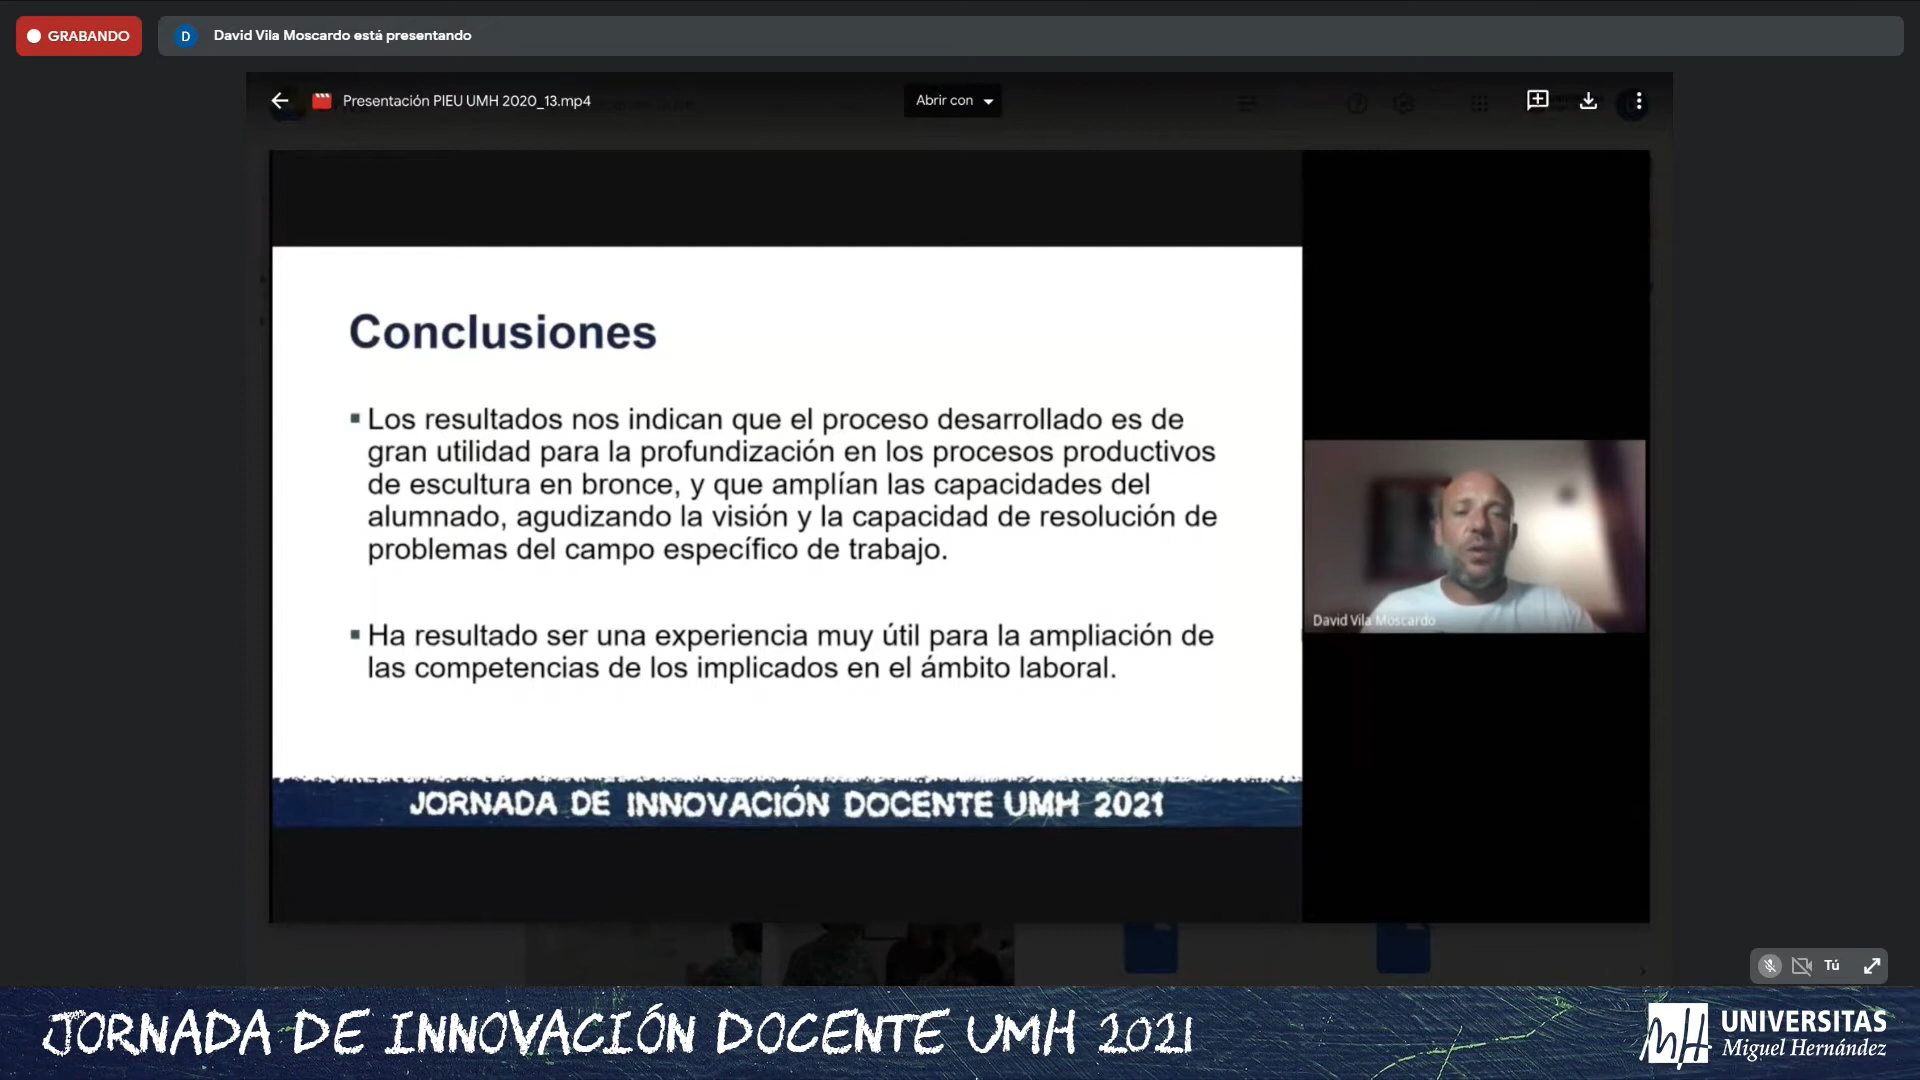 GRABANDO
D
David Vila Moscardo está presentando
Presentación PIEU UMH 2020_13.mp4
Abrir con
Conclusiones
Los resultados nos indican que el proceso desarrollado es de
gran utilidad para la profundización en los procesos productivos
de escultura en bronce, y que amplían las capacidades del
alumnado, agudizando la visión y la capacidad de resolución de
problemas del campo específico de trabajo.
Ha resultado ser una experiencia muy útil para la ampliación de
las competencias de los implicados en el ámbito laboral.
David Vila Moscardo
JORNADA DE INNOVACIÓN DOCENTE UMH 2021
Tú
JORNADA DE INNOVACIÓN DOCENTE UMH 2021
mH
UNIVERSITAS
Miguel Hernández